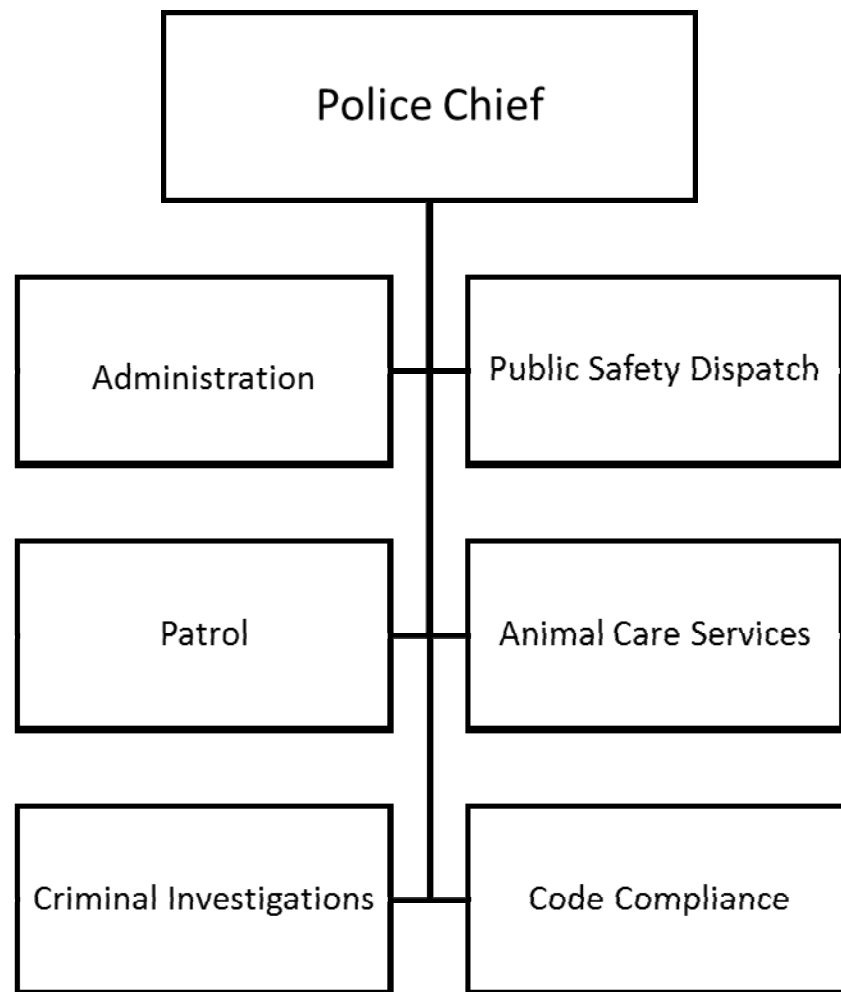 Police Chief
Administration
Public Safety Dispatch
Patrol
Animal Care Services
Criminal Investigations
Code Compliance